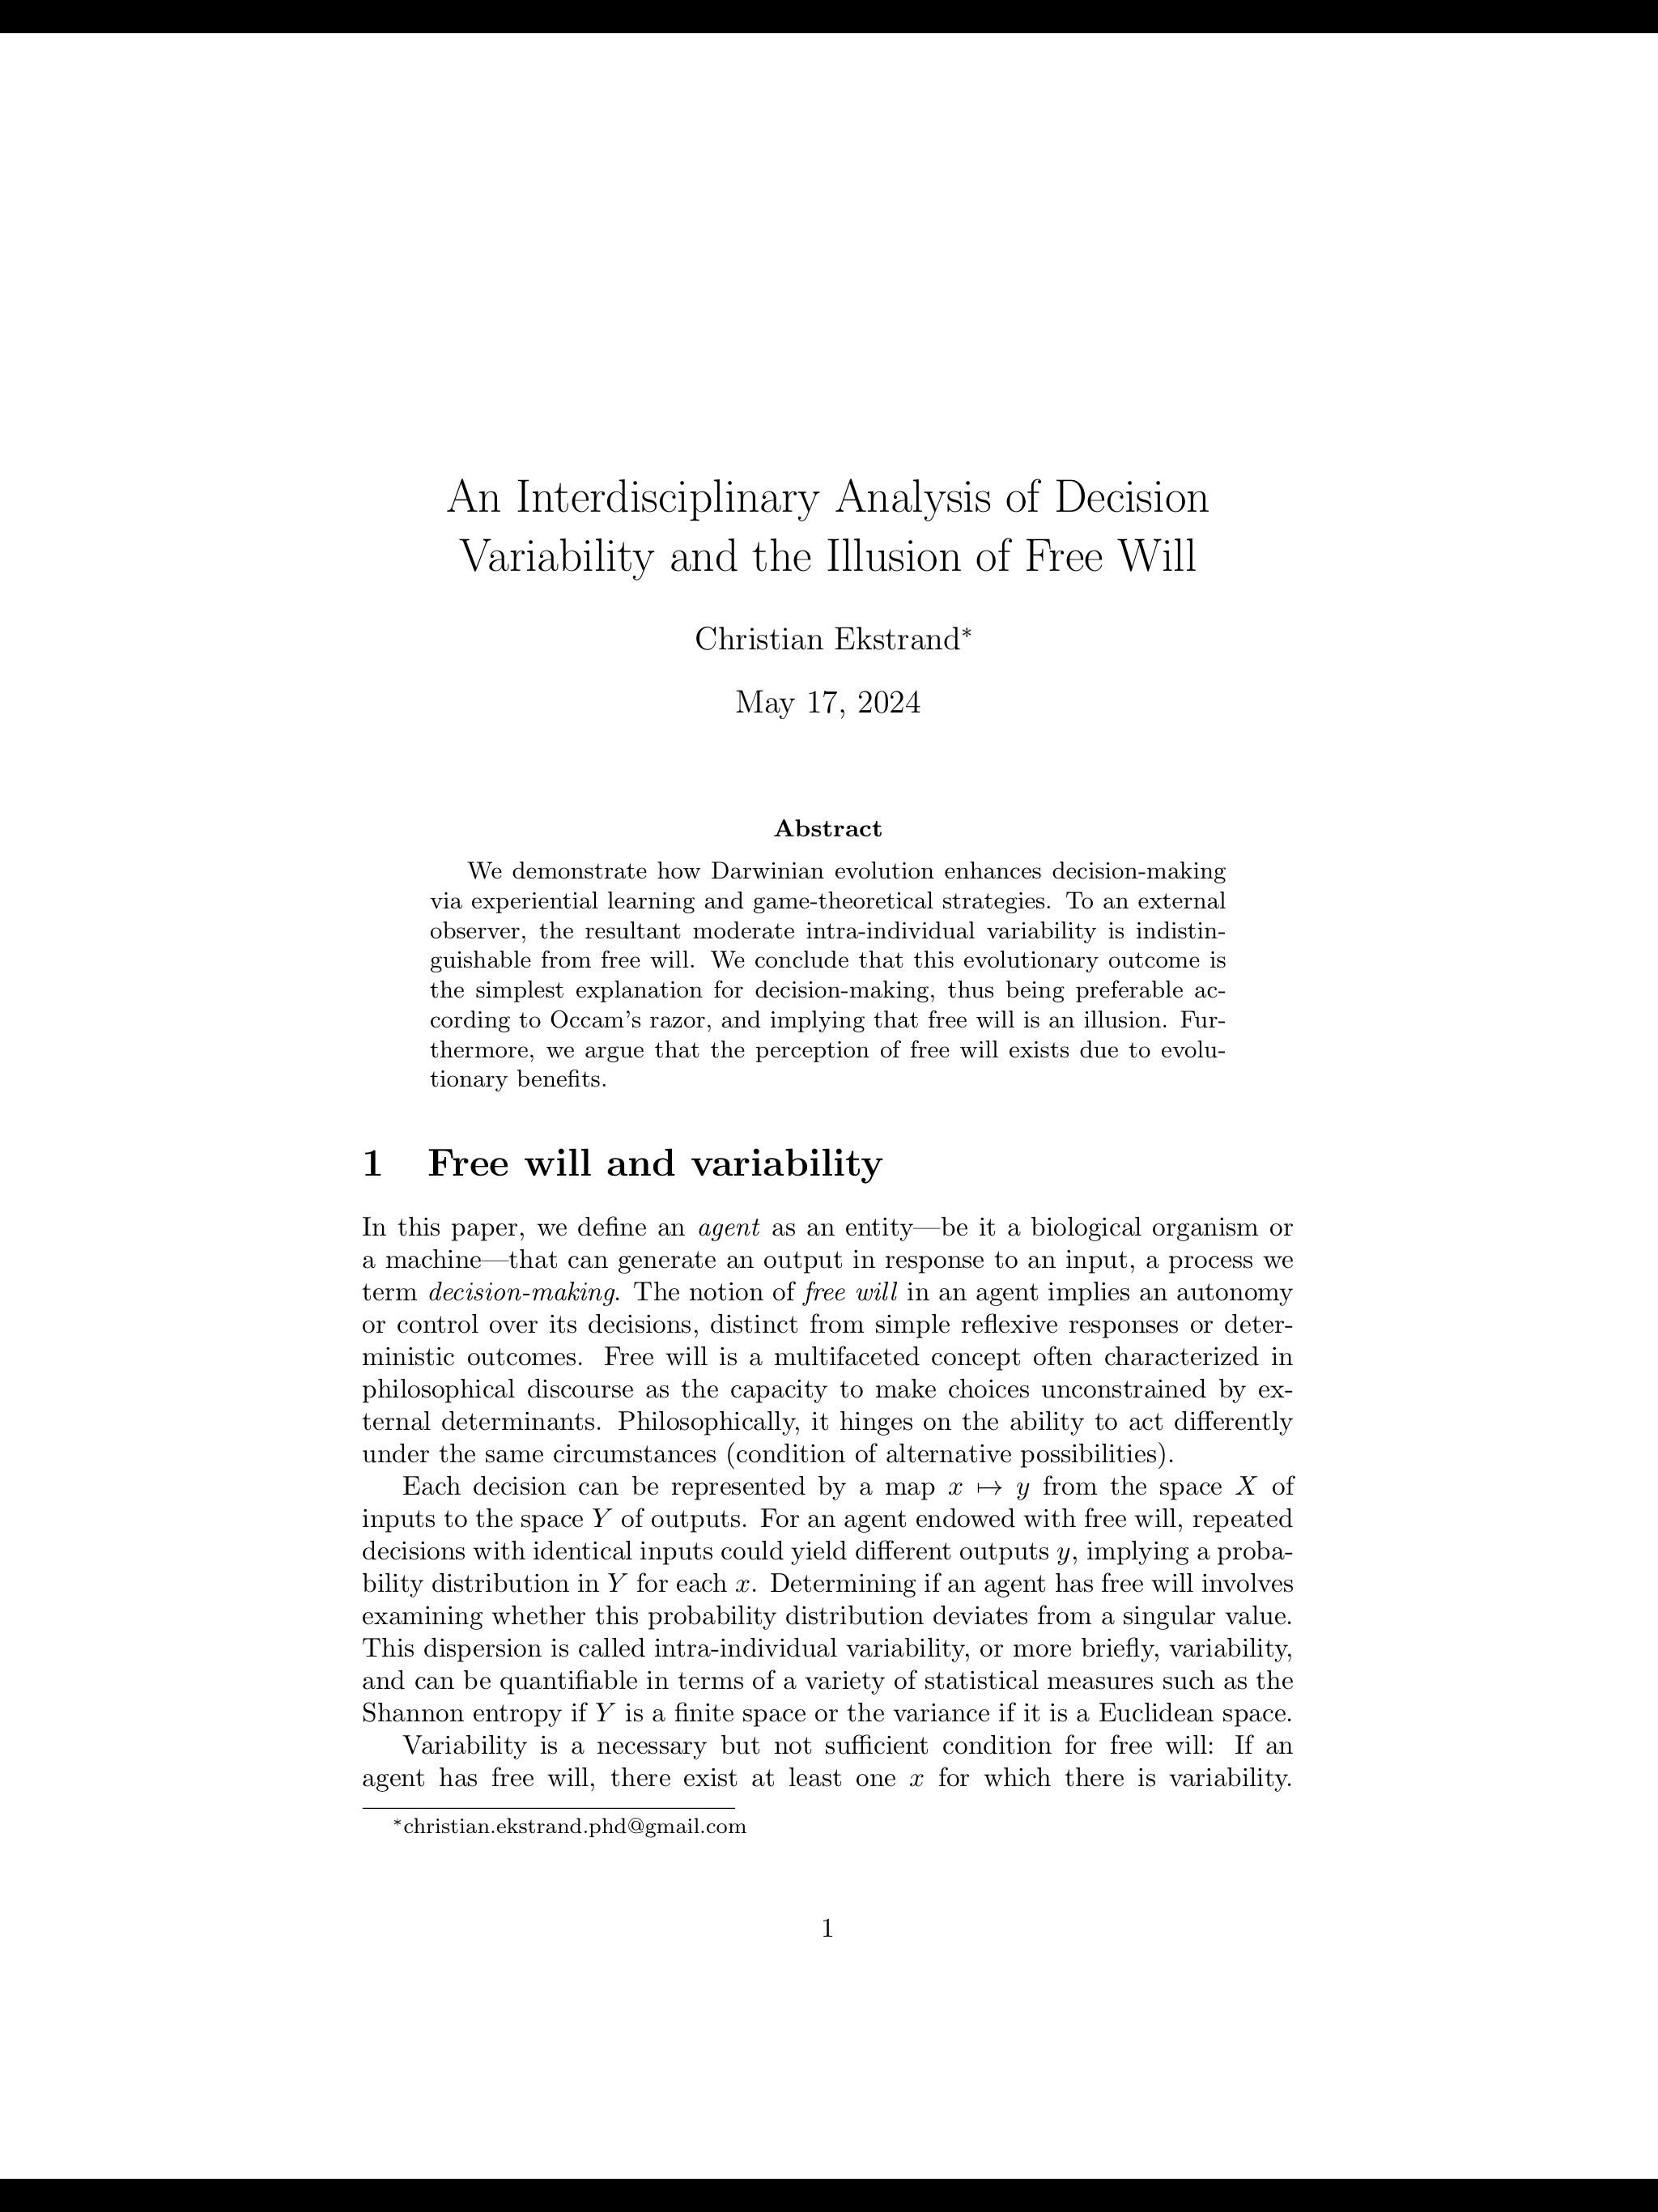 An Interdisciplinary Analysis of Decision
Variability and the Illusion of Free Will
Christian Ekstrand*
May 17, 2024
Abstract
We demonstrate how Darwinian evolution enhances decision-making
via experiential learning and game-theoretical strategies. To an external
observer, the resultant moderate intra-individual variability is indistin-
guishable from free will. We conclude that this evolutionary outcome is
the simplest explanation for decision-making, thus being preferable ac-
cording to Occam's razor, and implying that free will is an illusion. Fur-
thermore, we argue that the perception of free will exists due to evolu-
tionary benefits.
1 Free will and variability
In this paper, we define an agent as an entity—be it a biological organism or
a machine—that can generate an output in response to an input, a process we
term decision-making. The notion of free will in an agent implies an autonomy
or control over its decisions, distinct from simple reflexive responses or deter-
ministic outcomes. Free will is a multifaceted concept often characterized in
philosophical discourse as the capacity to make choices unconstrained by ex-
ternal determinants. Philosophically, it hinges on the ability to act differently
under the same circumstances (condition of alternative possibilities).
Each decision can be represented by a map x ↦ y from the space X of
inputs to the space Y of outputs. For an agent endowed with free will, repeated
decisions with identical inputs could yield different outputs y, implying a proba-
bility distribution in Y for each x. Determining if an agent has free will involves
examining whether this probability distribution deviates from a singular value.
This dispersion is called intra-individual variability, or more briefly, variability,
and can be quantifiable in terms of a variety of statistical measures such as the
Shannon entropy if Y is a finite space or the variance if it is a Euclidean space.
Variability is a necessary but not sufficient condition for free will: If an
agent has free will, there exist at least one x for which there is variability.
*christian.ekstrand.phd@gmail.com
1